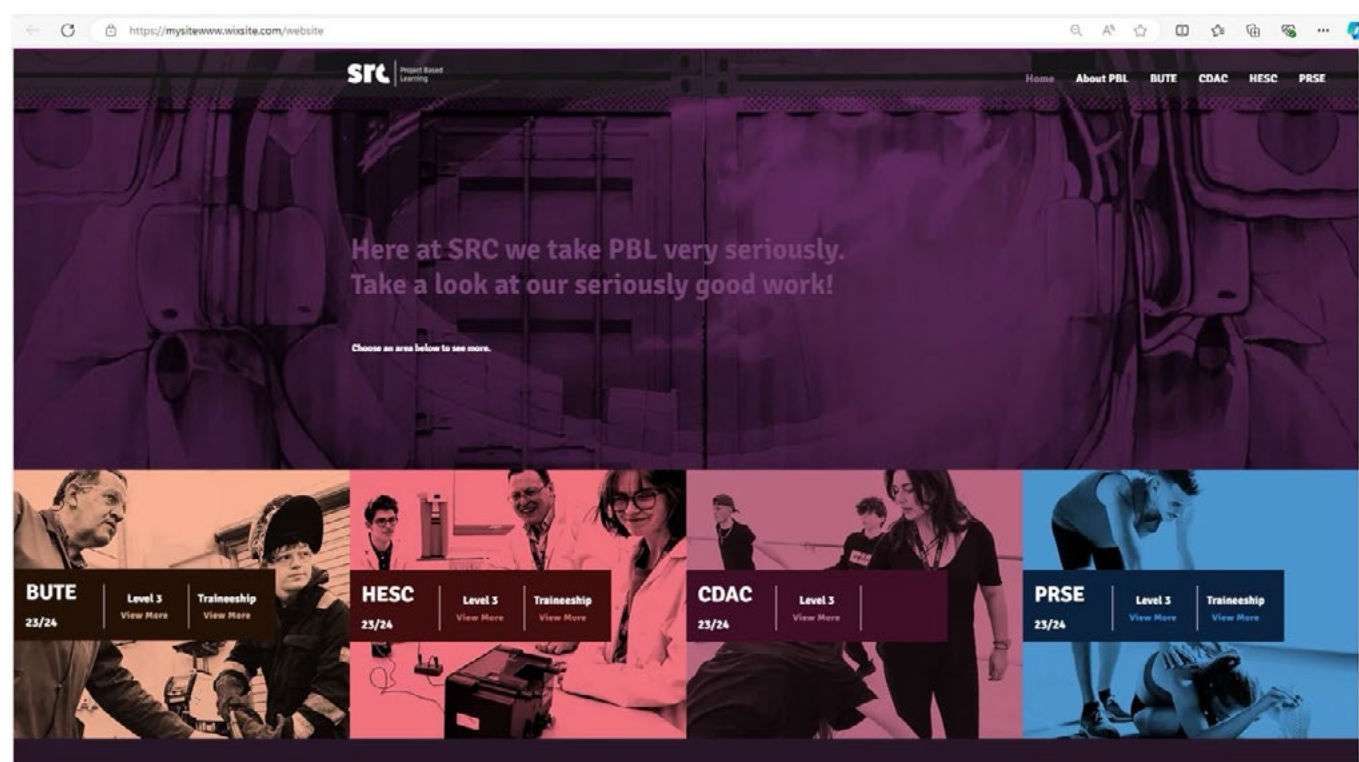 https://mysitewww.wixsite.com/website
src Project Based
Learning
Home About PBL BUTE CDAC HESC PRSE
Here at SRC we take PBL very seriously.
Take a look at our seriously good work!
Choose an area below to see more.
BUTE
23/24
Level 3
View More
Traineeship
View More
HESC
23/24
Level 3
View More
Traineeship
View More
CDAC
23/24
Level 3
View More
PRSE
23/24
Level 3
View More
Traineeship
View More